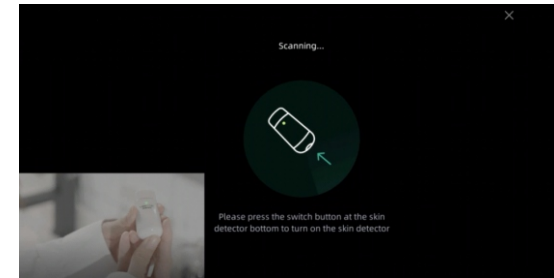 Scanning...
Please press the switch button at the skin
detector bottom to turn on the skin detector